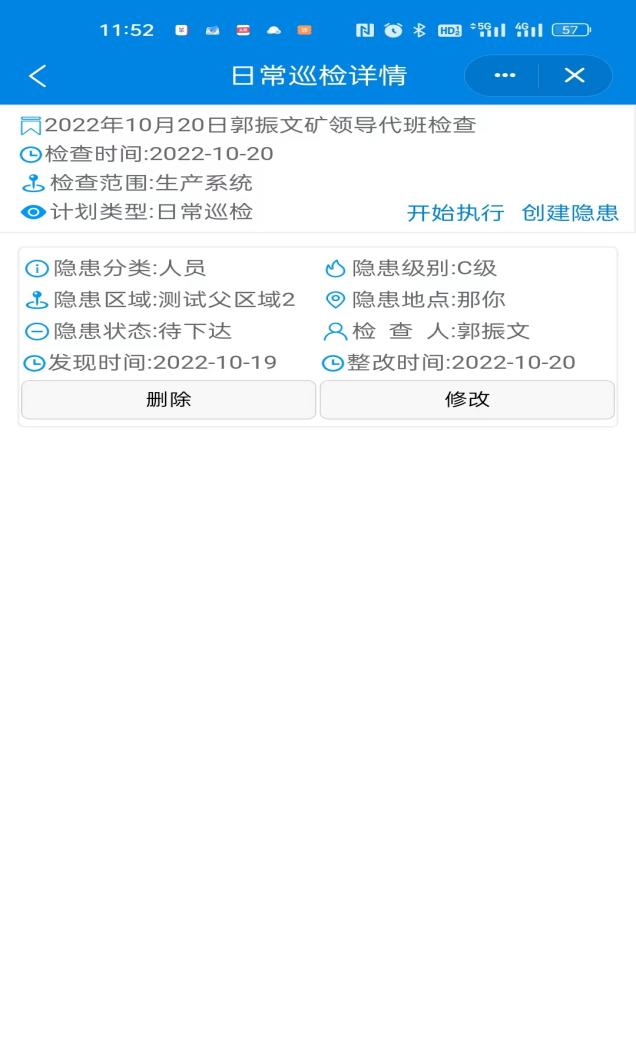 11:52 HD2 5G 4G 57
日常巡检详情
2022年10月20日郭振文矿领导代班检查
检查时间:2022-10-20
检查范围:生产系统
计划类型:日常巡检 开始执行 创建隐患
隐患分类:人员 隐患级别:C级
隐患区域:测试父区域2 隐患地点:那你
隐患状态:待下达 检 查 人:郭振文
发现时间:2022-10-19 整改时间:2022-10-20
删除 修改